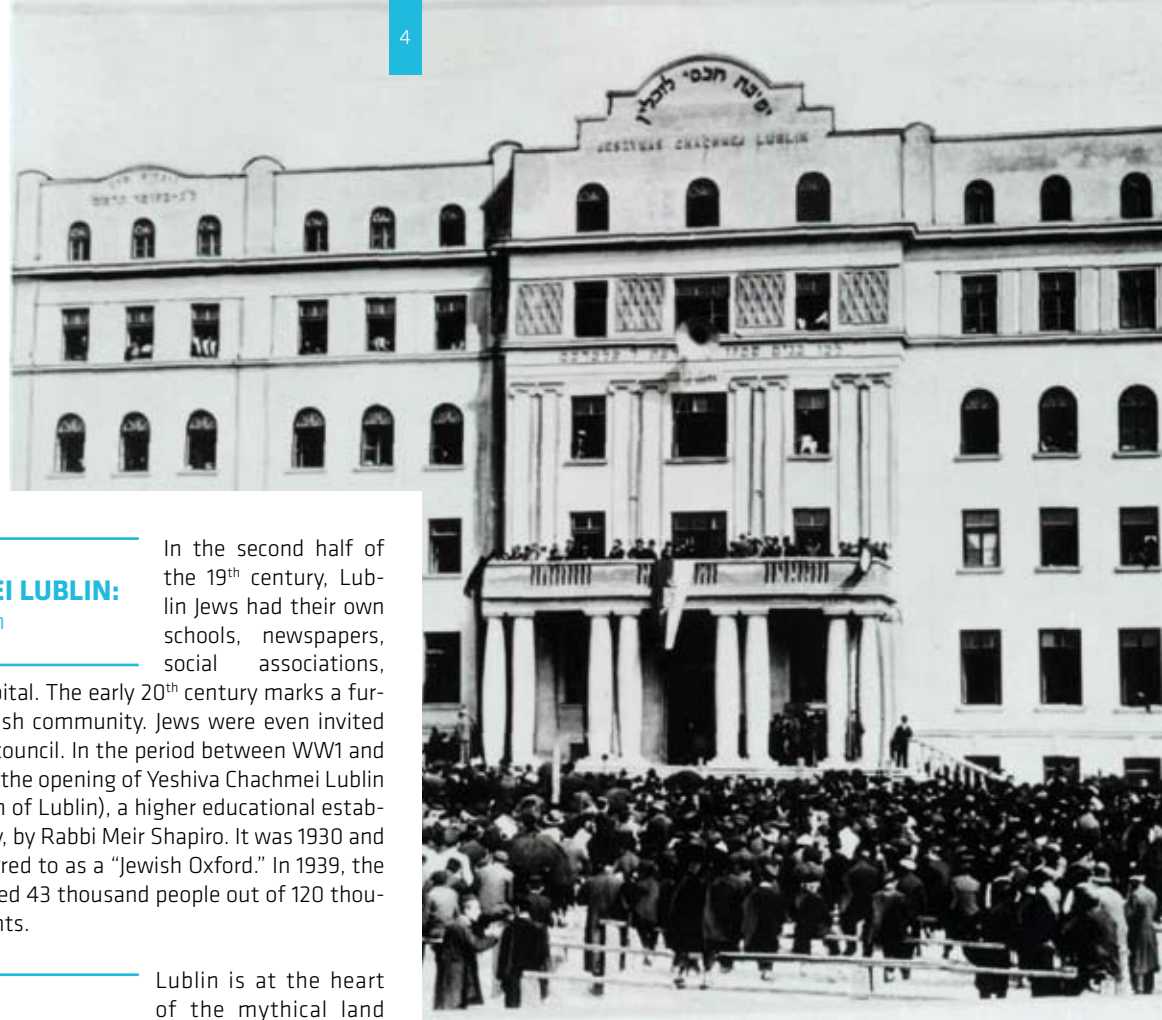 4
ישיבת חכמי לובלין
JESZYWAS CHACHMEJ LUBLIN
EI LUBLIN:
In the second half of
the 19th century, Lub-
lin Jews had their own
schools, newspapers,
social associations,
pital. The early 20th century marks a fur-
ish community. Jews were even invited
council. In the period between WW1 and
the opening of Yeshiva Chachmei Lublin
of Lublin), a higher educational estab-
, by Rabbi Meir Shapiro. It was 1930 and
red to as a “Jewish Oxford.” In 1939, the
ed 43 thousand people out of 120 thou-
nts.
Lublin is at the heart
of the mythical land